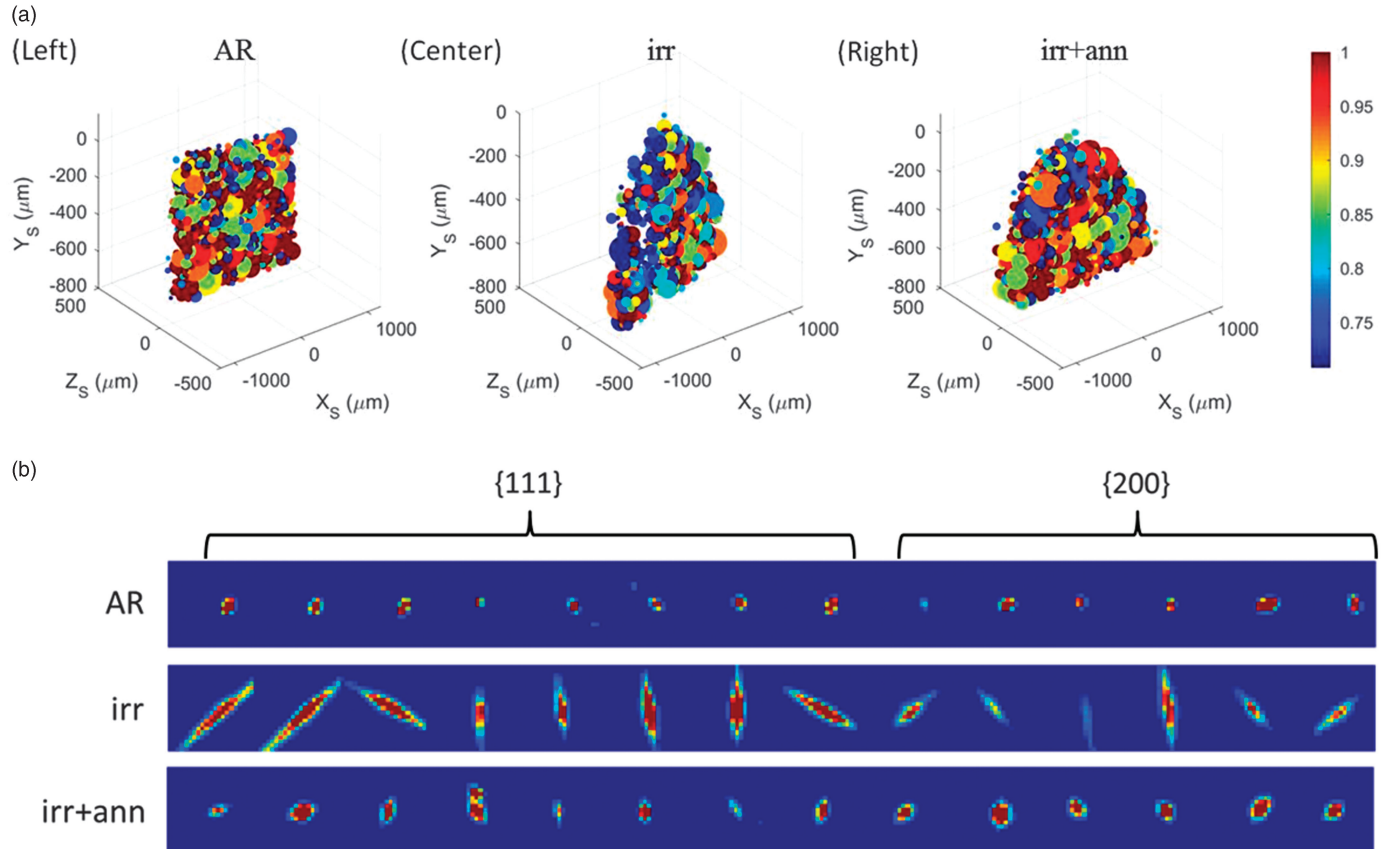 (a)
(Left) AR (Center) irr (Right) irr+ann
0
-200
-400
-600
-800
Y_S (μm)
500
0
-500
Z_S (μm)
-1000
0
1000
X_S (μm)
0
-200
-400
-600
-800
Y_S (μm)
500
0
-500
Z_S (μm)
-1000
0
1000
X_S (μm)
0
-200
-400
-600
-800
Y_S (μm)
500
0
-500
Z_S (μm)
-1000
0
1000
X_S (μm)
1
0.95
0.9
0.85
0.8
0.75
(b)
{111} {200}
AR
irr
irr+ann